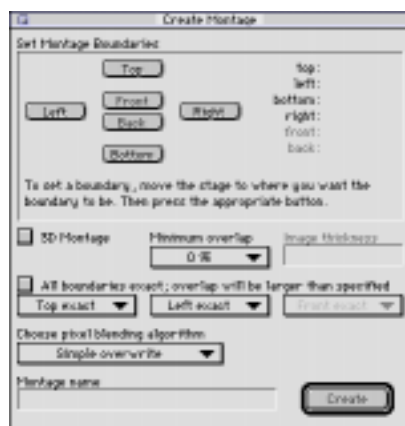 Create Montage
Set Montage Boundaries
Top
top:
left:
Left
Front
Right
bottom:
Back
right:
front:
Bottom
back:
To set a boundary, move the stage to where you want the
boundary to be. Then press the appropriate button.
3D Montage
Minimum overlap
Image thickness
0 %
All boundaries exact; overlap will be larger than specified
Top exact
Left exact
Front exact
Choose pixel blending algorithm
Simple overwrite
Montage name
Create